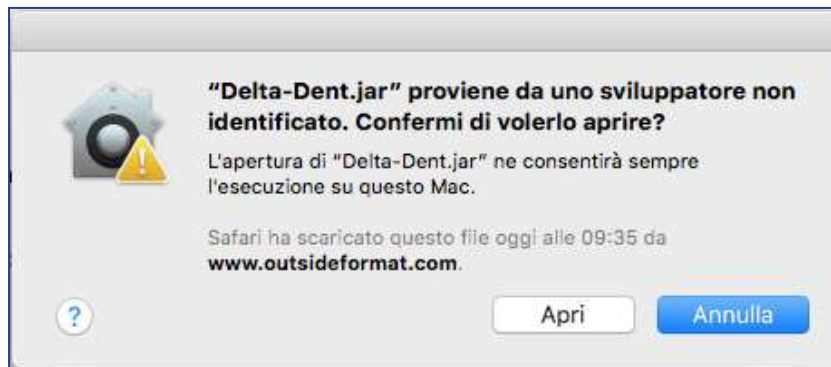 “Delta-Dent.jar” proviene da uno sviluppatore non
identificato. Confermi di volerlo aprire?
L'apertura di “Delta-Dent.jar” ne consentirà sempre
l'esecuzione su questo Mac.
Safari ha scaricato questo file oggi alle 09:35 da
www.outsideformat.com.
?
Apri
Annulla